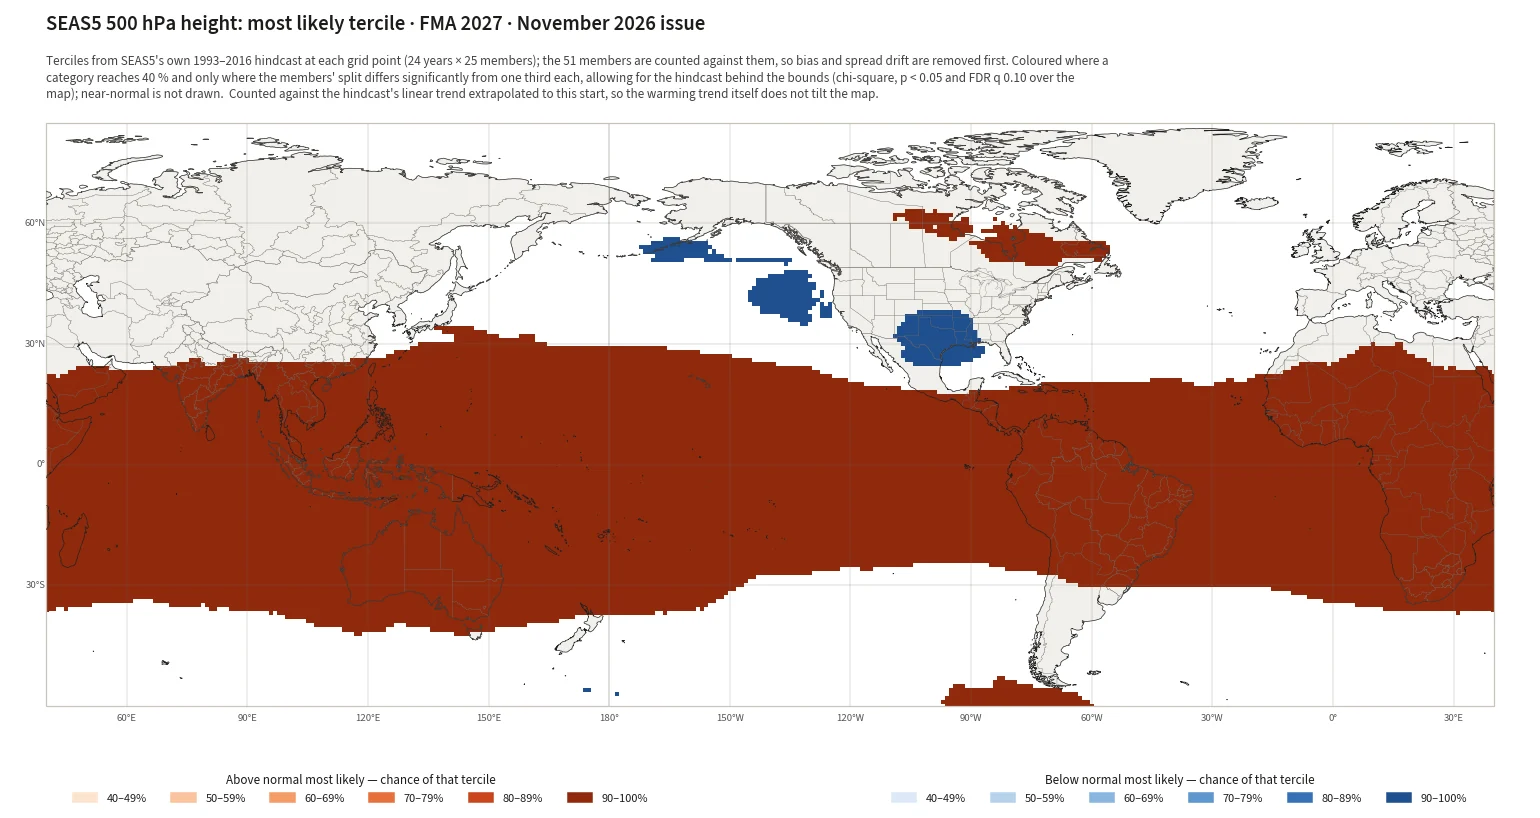 SEAS5 500 hPa height: most likely tercile · FMA 2027 · November 2026 issue
Terciles from SEAS5's own 1993–2016 hindcast at each grid point (24 years × 25 members); the 51 members are counted against them, so bias and spread drift are removed first. Coloured where a
category reaches 40 % and only where the members' split differs significantly from one third each, allowing for the hindcast behind the bounds (chi-square, p < 0.05 and FDR q 0.10 over the
map); near-normal is not drawn. Counted against the hindcast's linear trend extrapolated to this start, so the warming trend itself does not tilt the map.
60°N
30°N
0°
30°S
60°E 90°E 120°E 150°E 180° 150°W 120°W 90°W 60°W 30°W 0° 30°E
Above normal most likely — chance of that tercile
40–49% 50–59% 60–69% 70–79% 80–89% 90–100%
Below normal most likely — chance of that tercile
40–49% 50–59% 60–69% 70–79% 80–89% 90–100%